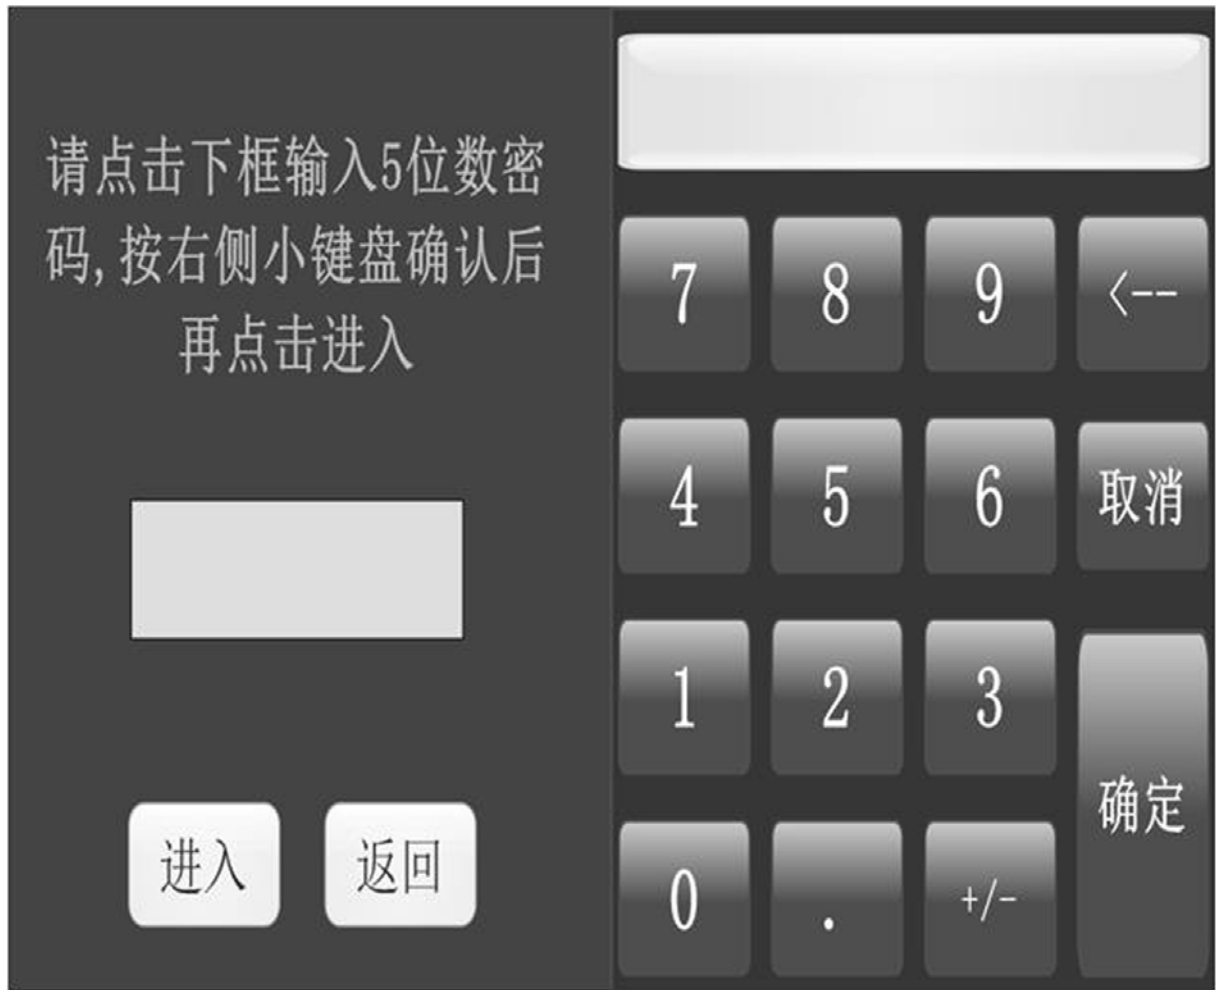 请点击下框输入5位数密
码,按右侧小键盘确认后
再点击进入
进入 返回
7 8 9 <--
4 5 6 取消
1 2 3
确定
0 . +/-